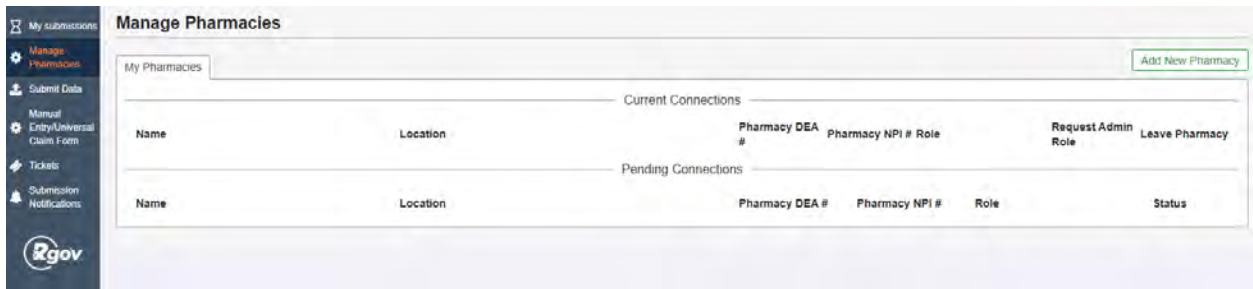 My submissions
Manage
Pharmacies
Submit Data
Manual
Entry/Universal
Claim Form
Tickets
Submission
Notifications
Rgov
Manage Pharmacies
My Pharmacies
Add New Pharmacy
Current Connections
Name Location Pharmacy DEA # Pharmacy NPI # Role Request Admin Role Leave Pharmacy
Pending Connections
Name Location Pharmacy DEA # Pharmacy NPI # Role Status